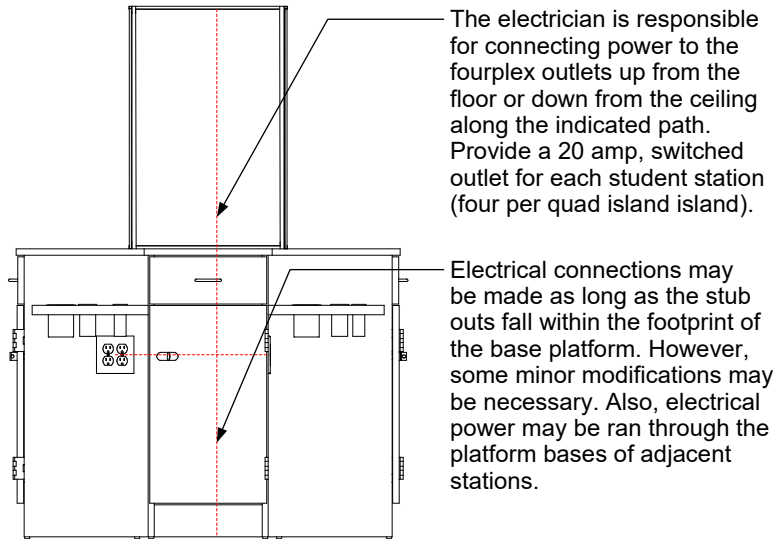 The electrician is responsible
for connecting power to the
fourplex outlets up from the
floor or down from the ceiling
along the indicated path.
Provide a 20 amp, switched
outlet for each student station
(four per quad island island).
Electrical connections may
be made as long as the stub
outs fall within the footprint of
the base platform. However,
some minor modifications may
be necessary. Also, electrical
power may be ran through the
platform bases of adjacent
stations.